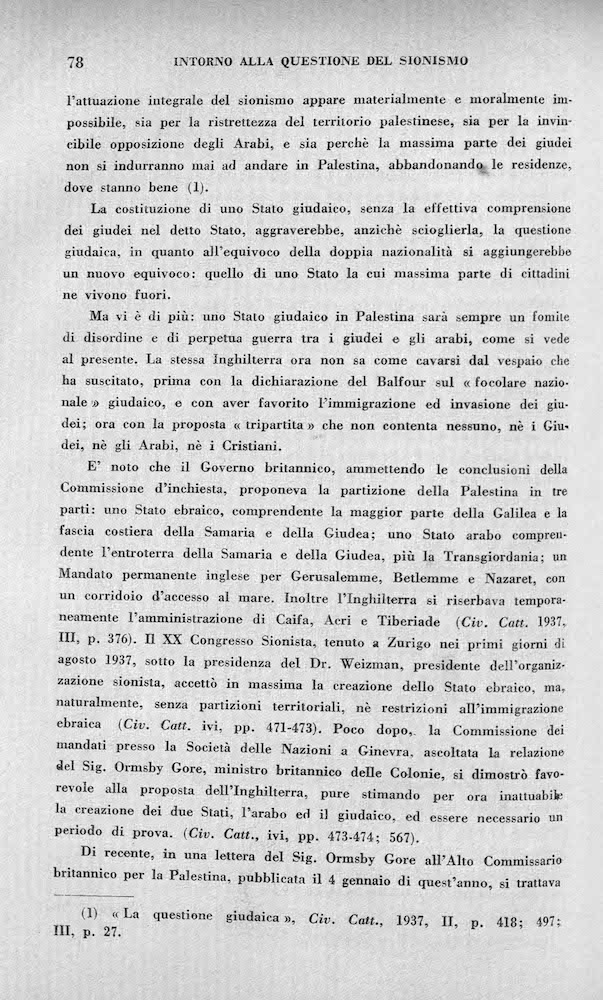 78 INTORNO ALLA QUESTIONE DEL SIONISMO
l'attuazione integrale del sionismo appare materialmente e moralmente im-
possibile, sia per la ristrettezza del territorio palestinese, sia per la invin-
cibile opposizione degli Arabi, e sia perchè la massima parte dei giudei
non si indurranno mai ad andare in Palestina, abbandonando le residenze,
dove stanno bene (1).
La costituzione di uno Stato giudaico, senza la effettiva comprensione
dei giudei nel detto Stato, aggraverebbe, anzichè scioglierla, la questione
giudaica, in quanto all'equivoco della doppia nazionalità si aggiungerebbe
un nuovo equivoco: quello di uno Stato la cui massima parte di cittadini
ne vivono fuori.
Ma vi è di più: uno Stato giudaico in Palestina sarà sempre un fomite
di disordine e di perpetua guerra tra i giudei e gli arabi, come si vede
al presente. La stessa Inghilterra ora non sa come cavarsi dal vespaio che
ha suscitato, prima con la dichiarazione del Balfour sul « focolare nazio-
nale » giudaico, e con aver favorito l'immigrazione ed invasione dei giu-
dei; ora con la proposta « tripartita » che non contenta nessuno, nè i Giu-
dei, nè gli Arabi, nè i Cristiani.
E' noto che il Governo britannico, ammettendo le conclusioni della
Commissione d'inchiesta, proponeva la partizione della Palestina in tre
parti: uno Stato ebraico, comprendente la maggior parte della Galilea e la
fascia costiera della Samaria e della Giudea; uno Stato arabo compren-
dente l'entroterra della Samaria e della Giudea, più la Transgiordania; un
Mandato permanente inglese per Gerusalemme, Betlemme e Nazaret, con
un corridoio d'accesso al mare. Inoltre l'Inghilterra si riserbava tempora-
neamente l'amministrazione di Caifa, Acri e Tiberiade (Civ. Catt. 1937,
III, p. 376). Il XX Congresso Sionista, tenuto a Zurigo nei primi giorni di
agosto 1937, sotto la presidenza del Dr. Weizman, presidente dell'organiz-
zazione sionista, accettò in massima la creazione dello Stato ebraico, ma,
naturalmente, senza partizioni territoriali, nè restrizioni all'immigrazione
ebraica (Civ. Catt. ivi, pp. 471-473). Poco dopo, la Commissione dei
mandati presso la Società delle Nazioni a Ginevra, ascoltata la relazione
del Sig. Ormsby Gore, ministro britannico delle Colonie, si dimostrò favo-
revole alla proposta dell'Inghilterra, pure stimando per ora inattuabile
la creazione dei due Stati, l'arabo ed il giudaico, ed essere necessario un
periodo di prova. (Civ. Catt., ivi, pp. 473-474; 567).
Di recente, in una lettera del Sig. Ormsby Gore all'Alto Commissario
britannico per la Palestina, pubblicata il 4 gennaio di quest'anno, si trattava
(1) « La questione giudaica », Civ. Catt., 1937, II, p. 418; 497;
III, p. 27.